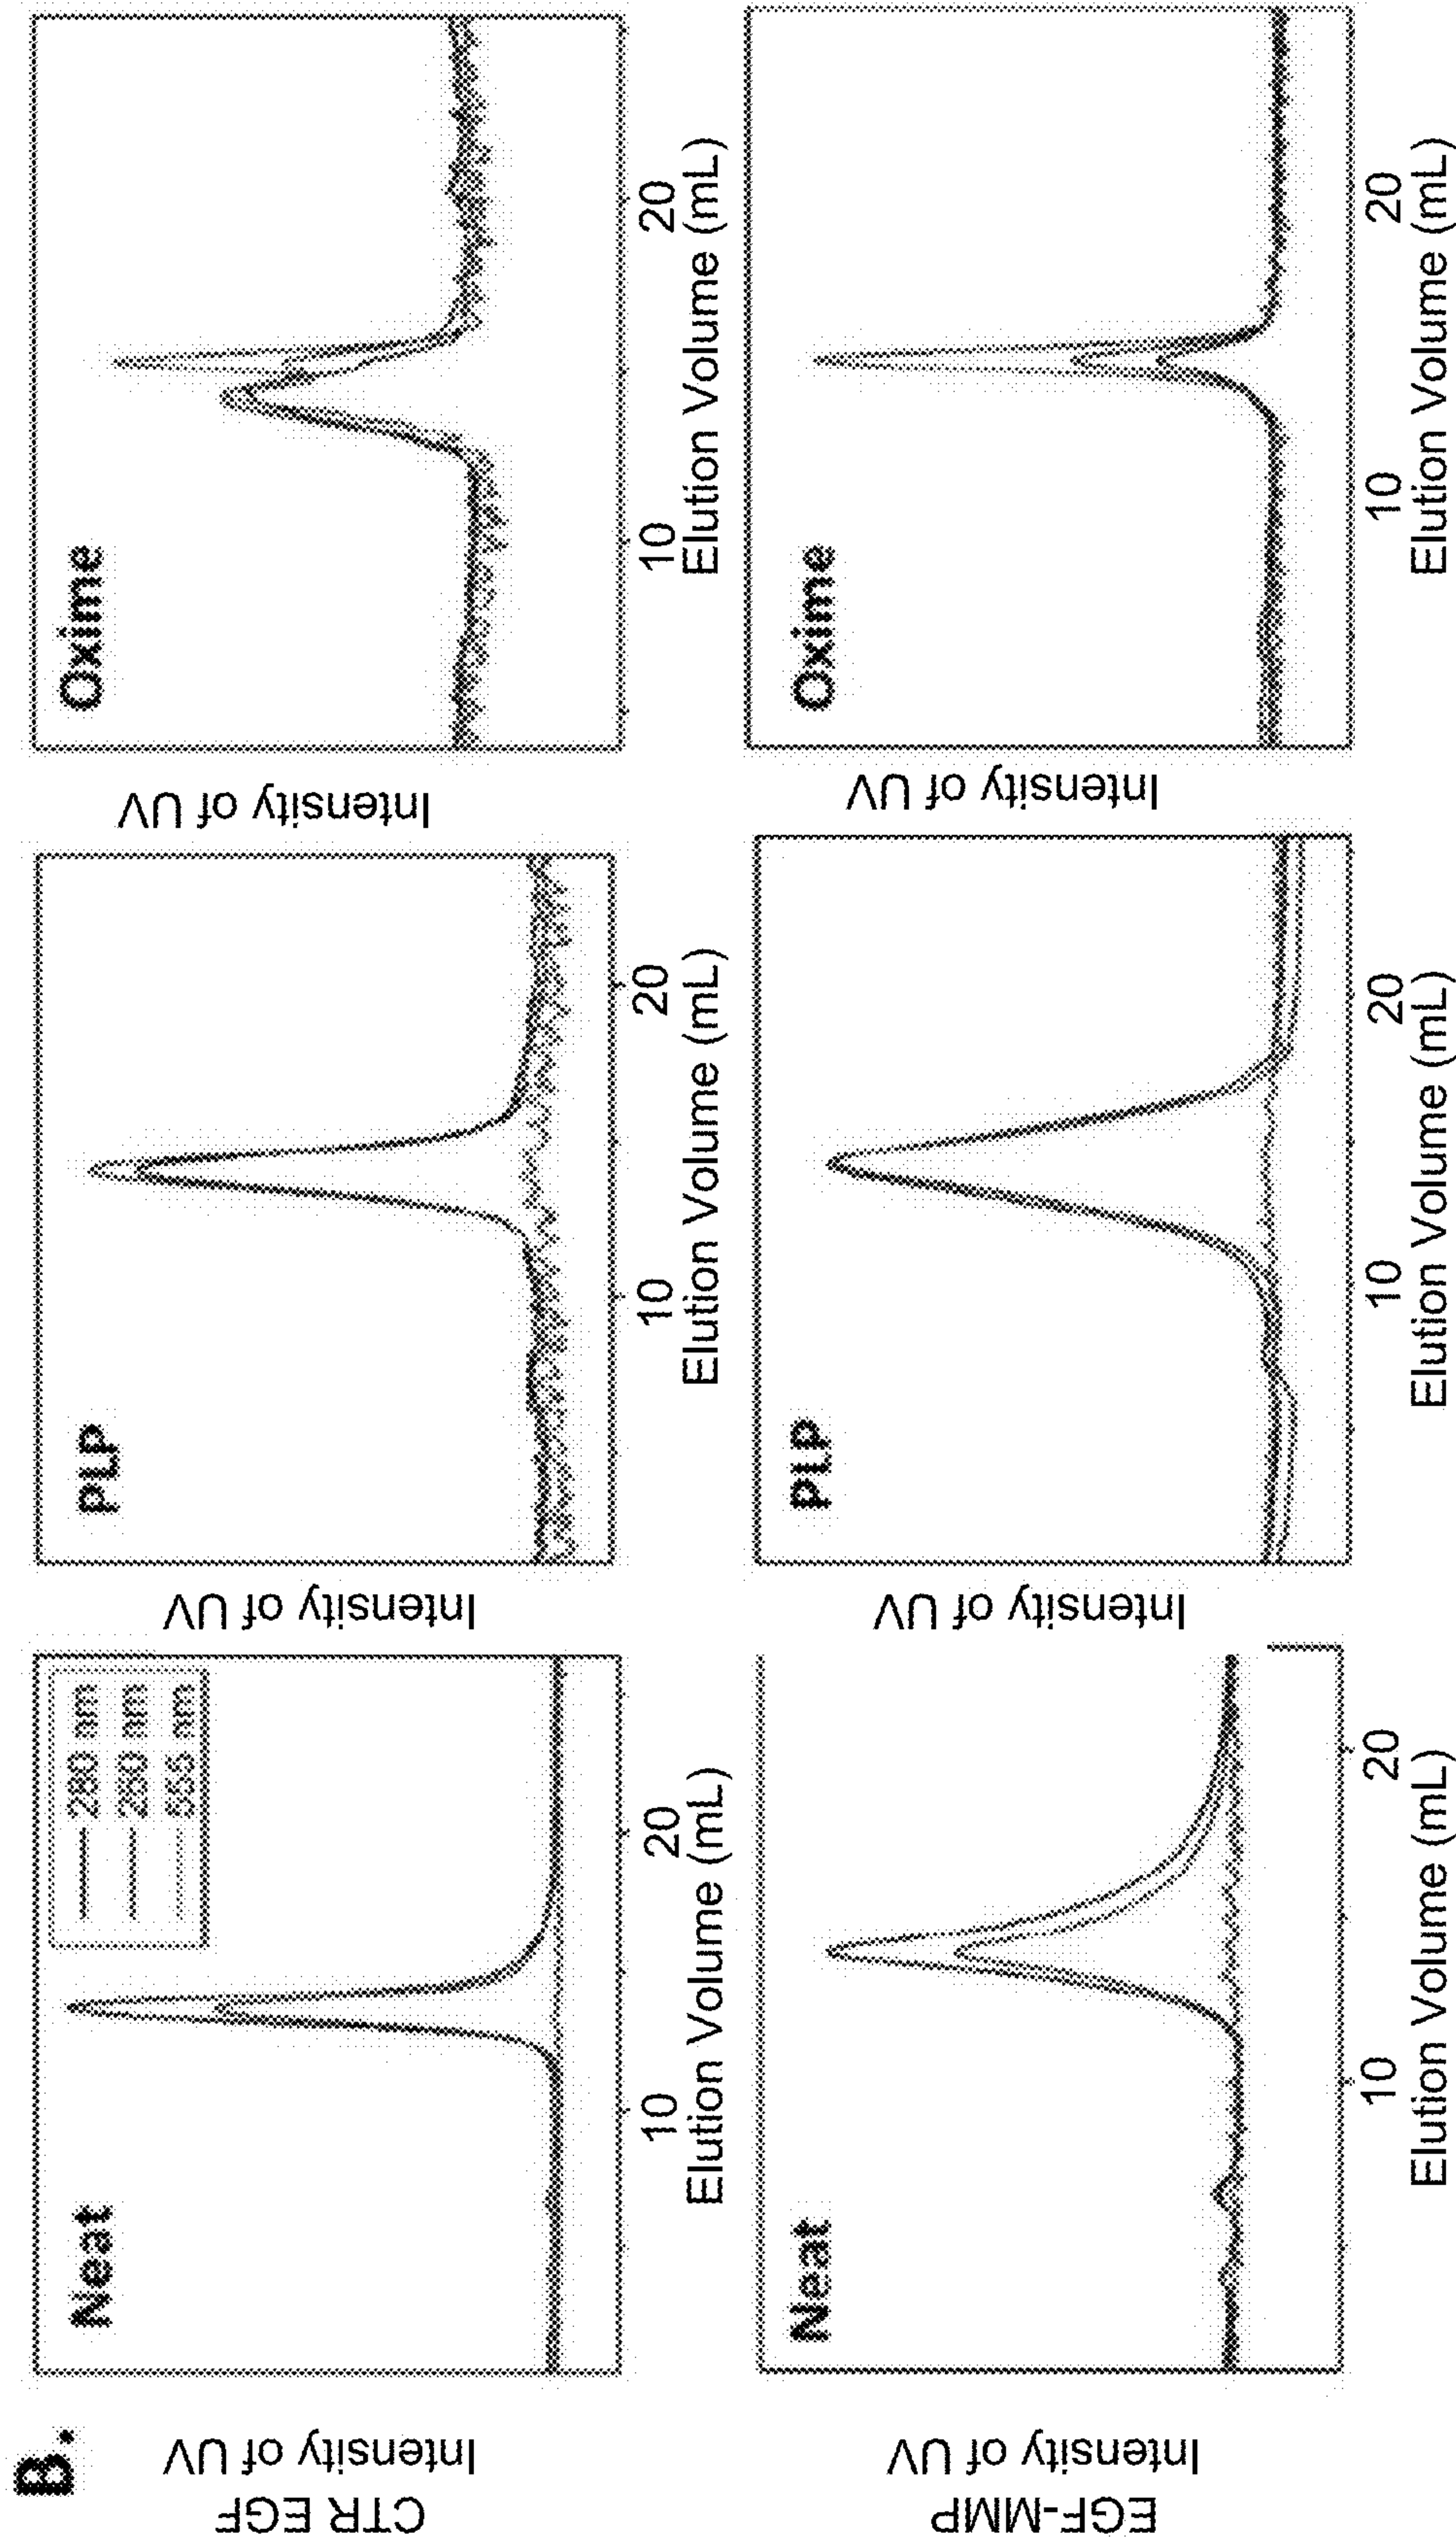 B.
CTR EGF
Intensity of UV
Neat
280 nm
260 nm
555 nm
10
20
Elution Volume (mL)
Intensity of UV
PLP
10
20
Elution Volume (mL)
Intensity of UV
Oxime
10
20
Elution Volume (mL)
EGF-MMP
Intensity of UV
Neat
10
20
Elution Volume (mL)
Intensity of UV
PLP
10
20
Elution Volume (mL)
Intensity of UV
Oxime
10
20
Elution Volume (mL)